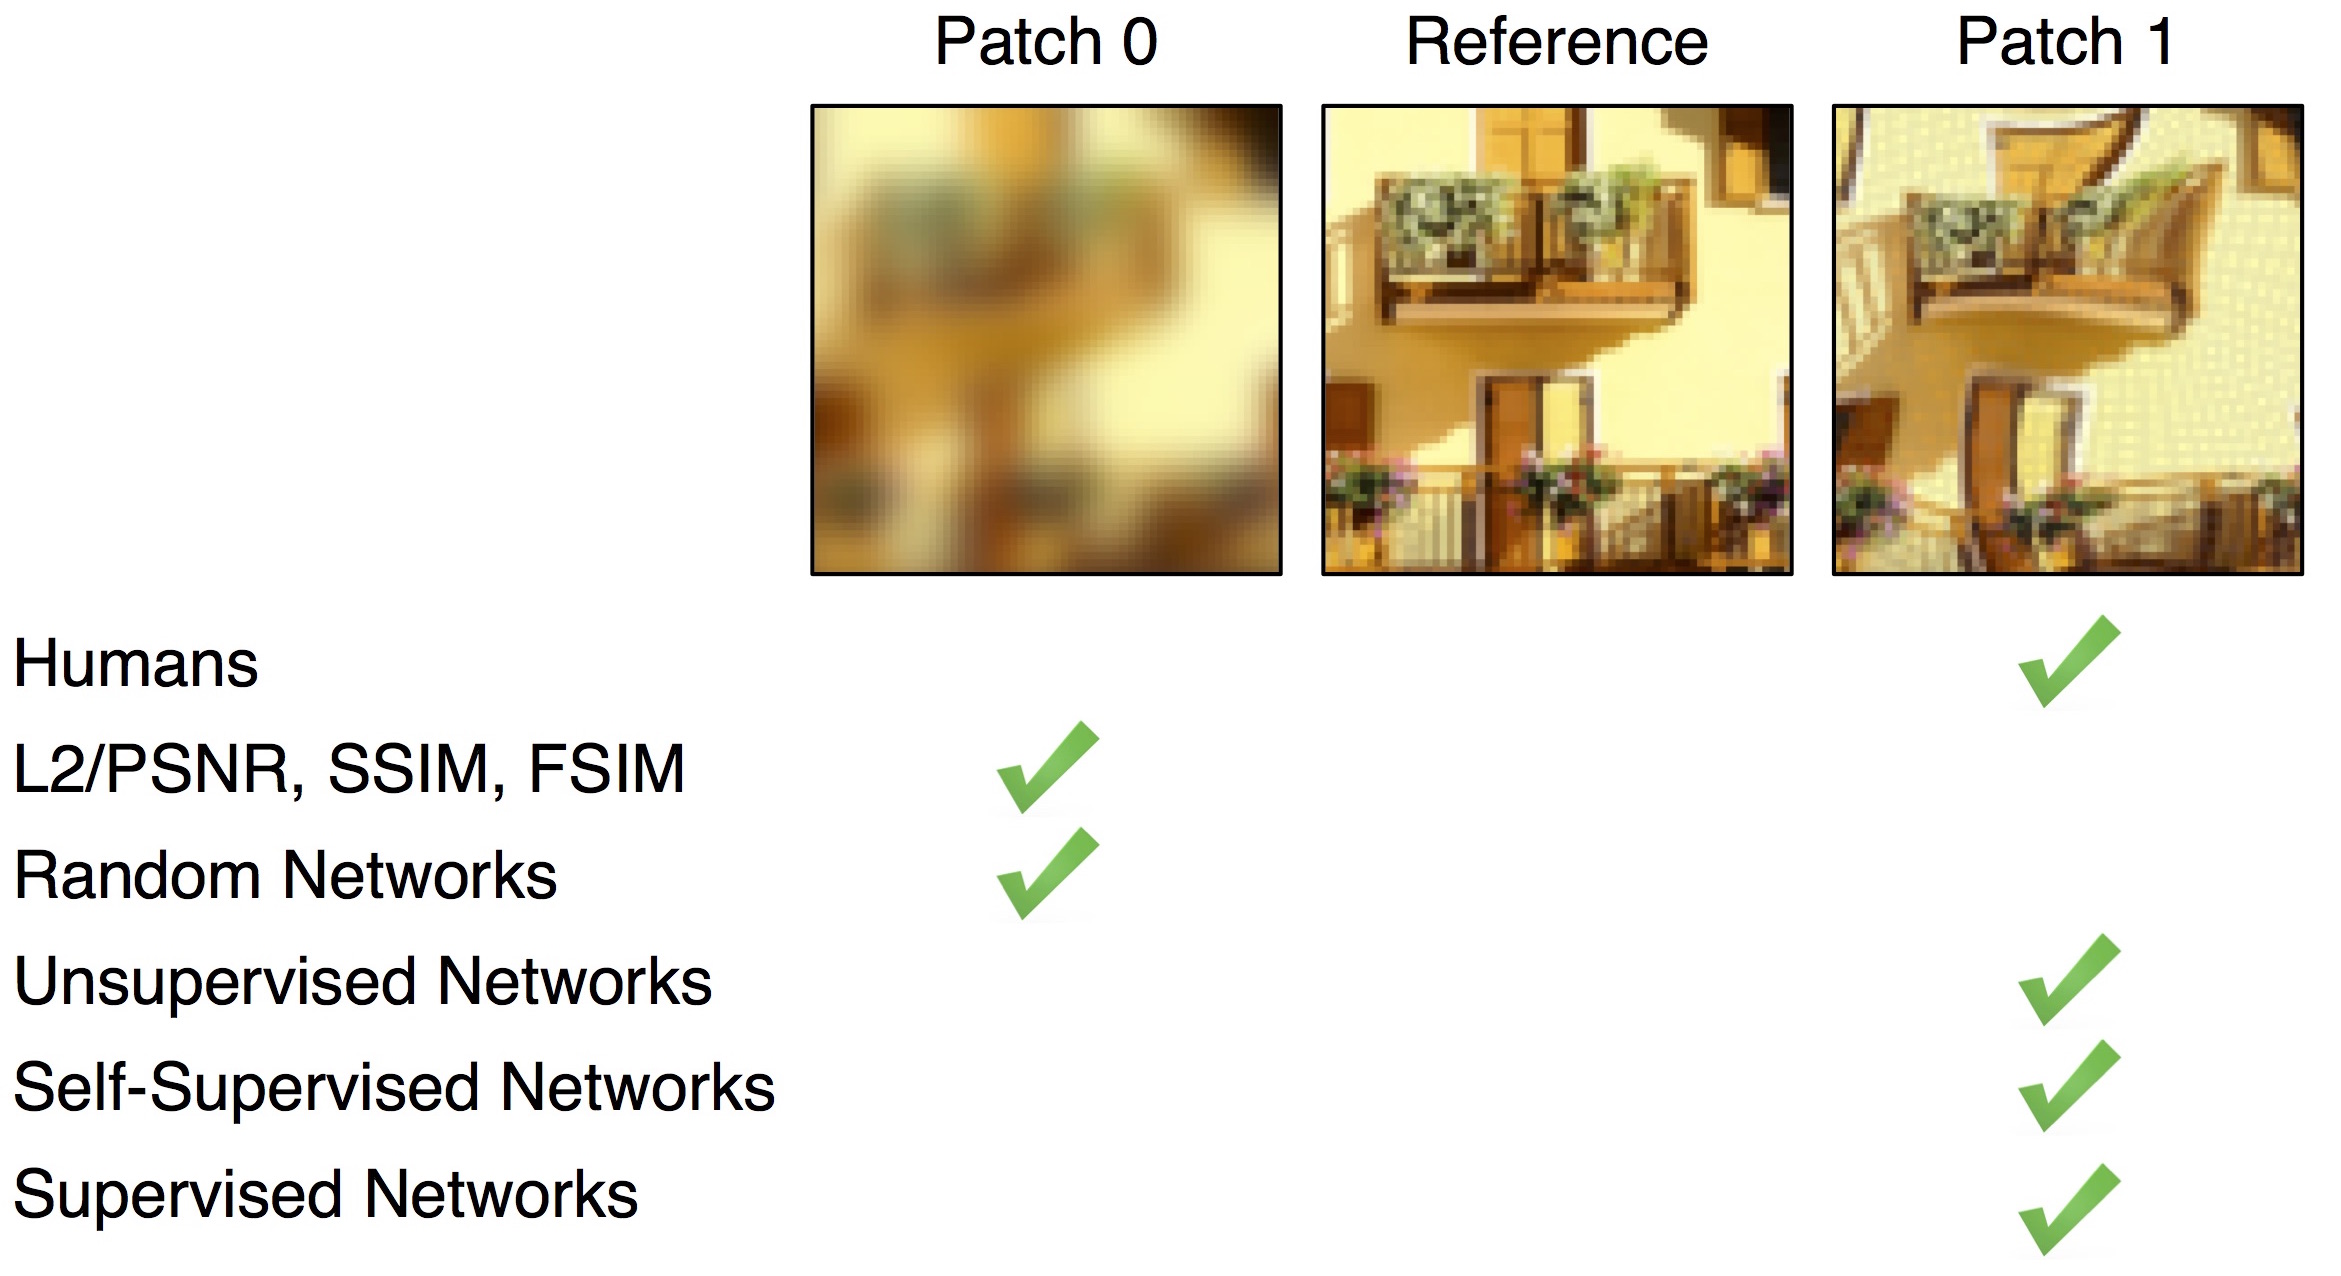 Patch 0 Reference Patch 1
Humans
L2/PSNR, SSIM, FSIM
Random Networks
Unsupervised Networks
Self-Supervised Networks
Supervised Networks